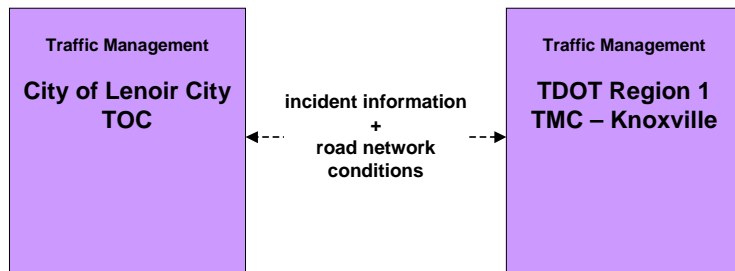 Traffic Management
City of Lenoir City
TOC
incident information
+
road network
conditions
Traffic Management
TDOT Region 1
TMC – Knoxville